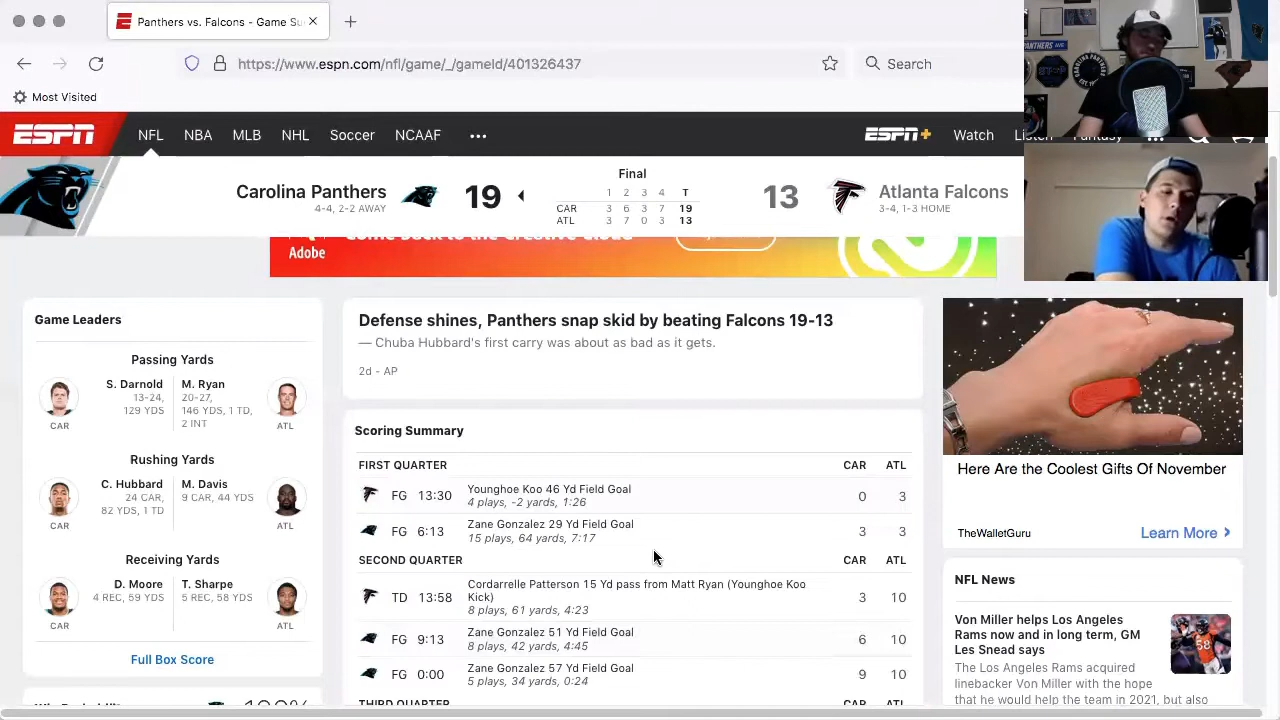 Panthers vs. Falcons - Game Su
https://www.espn.com/nfl/game/_/gameId/401326437
Search
Most Visited
ESPN
NFL
NBA
MLB
NHL
Soccer
NCAAF
•••
ESPN+
Watch
Carolina Panthers
4-4, 2-2 AWAY
19
Final
1 2 3 4 T
CAR 3 6 3 7 19
ATL 3 7 0 3 13
13
Atlanta Falcons
3-4, 1-3 HOME
Adobe
Game Leaders
Passing Yards
S. Darnold
13-24,
129 YDS
CAR
M. Ryan
20-27,
146 YDS, 1 TD,
2 INT
ATL
Rushing Yards
C. Hubbard
24 CAR,
82 YDS, 1 TD
CAR
M. Davis
9 CAR, 44 YDS
ATL
Receiving Yards
D. Moore
4 REC, 59 YDS
CAR
T. Sharpe
5 REC, 58 YDS
ATL
Full Box Score
Defense shines, Panthers snap skid by beating Falcons 19-13
— Chuba Hubbard's first carry was about as bad as it gets.
2d - AP
Scoring Summary
FIRST QUARTER CAR ATL
FG 13:30 Younghoe Koo 46 Yd Field Goal 0 3
4 plays, -2 yards, 1:26
FG 6:13 Zane Gonzalez 29 Yd Field Goal 3 3
15 plays, 64 yards, 7:17
SECOND QUARTER CAR ATL
TD 13:58 Cordarrelle Patterson 15 Yd pass from Matt Ryan (Younghoe Koo
Kick) 3 10
8 plays, 61 yards, 4:23
FG 9:13 Zane Gonzalez 51 Yd Field Goal 6 10
8 plays, 42 yards, 4:45
FG 0:00 Zane Gonzalez 57 Yd Field Goal 9 10
5 plays, 34 yards, 0:24
THIRD QUARTER CAR ATL
Here Are the Coolest Gifts Of November
TheWalletGuru
Learn More
NFL News
Von Miller helps Los Angeles
Rams now and in long term, GM
Les Snead says
The Los Angeles Rams acquired
linebacker Von Miller with the hope
that he would help the team in 2021, but also